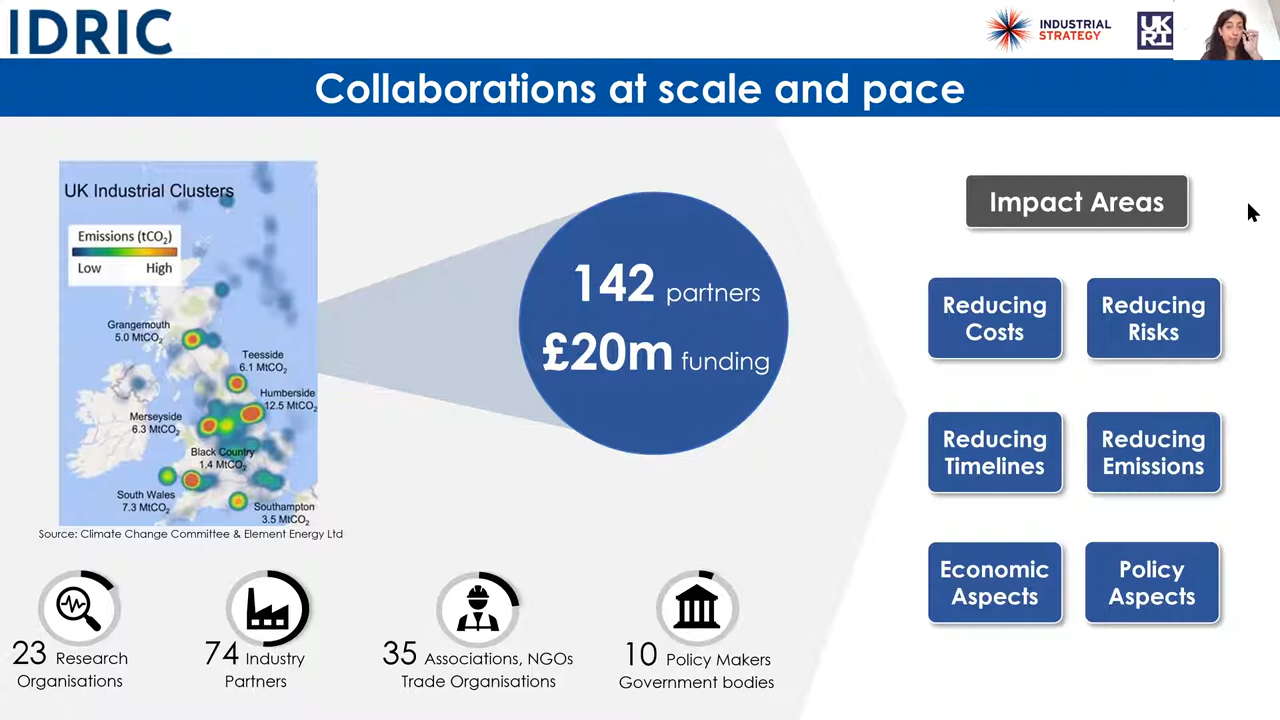 IDRIC
INDUSTRIAL
STRATEGY
UK
RI
Collaborations at scale and pace
UK Industrial Clusters
Emissions (tCO₂)
Low High
Grangemouth
5.0 MtCO₂
Teesside
6.1 MtCO₂
Humberside
12.5 MtCO₂
Merseyside
6.3 MtCO₂
Black Country
1.4 MtCO₂
South Wales
7.3 MtCO₂
Southampton
3.5 MtCO₂
Source: Climate Change Committee & Element Energy Ltd
142 partners
£20m funding
Impact Areas
Reducing
Costs
Reducing
Risks
Reducing
Timelines
Reducing
Emissions
Economic
Aspects
Policy
Aspects
23 Research
Organisations
74 Industry
Partners
35 Associations, NGOs
Trade Organisations
10 Policy Makers
Government bodies